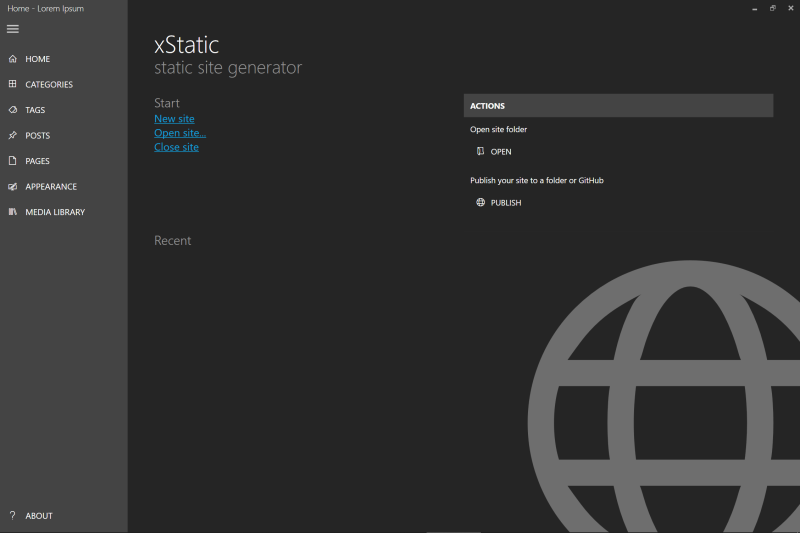 Home - Lorem Ipsum
HOME
CATEGORIES
TAGS
POSTS
PAGES
APPEARANCE
MEDIA LIBRARY
ABOUT
xStatic
static site generator
Start
New site
Open site...
Close site
Recent
ACTIONS
Open site folder
OPEN
Publish your site to a folder or GitHub
PUBLISH